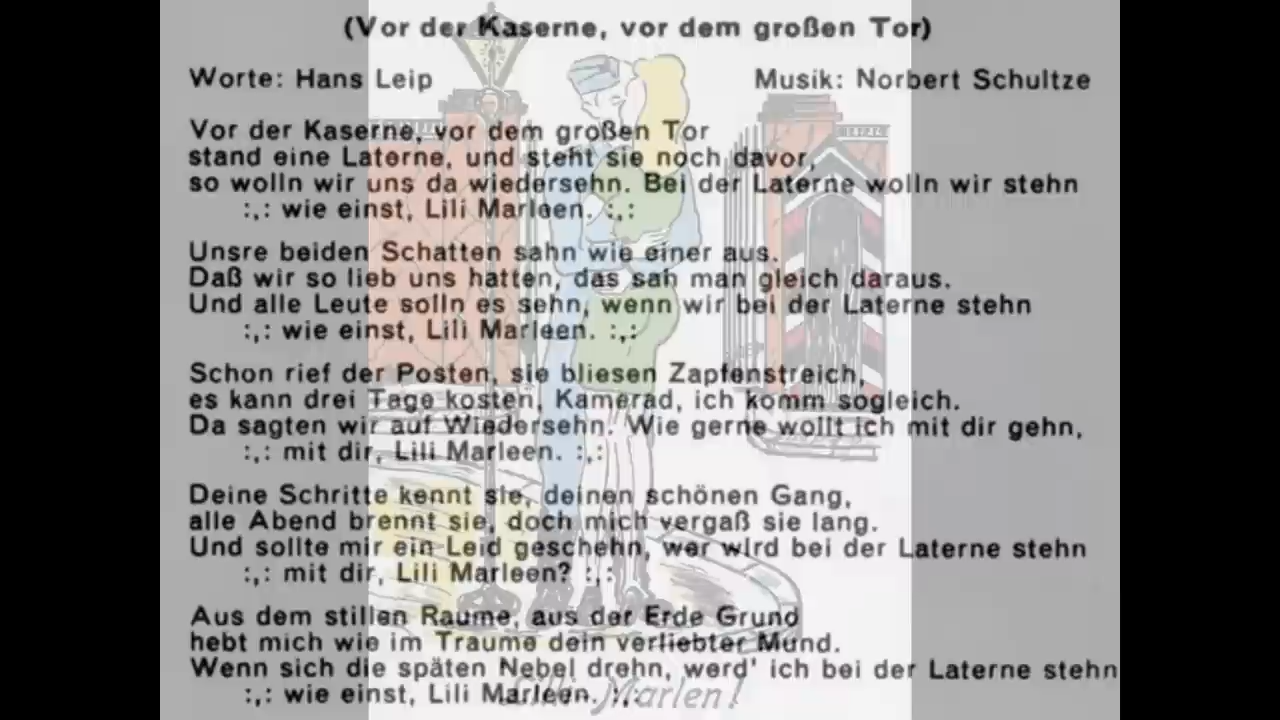 (Vor der Kaserne, vor dem großen Tor)
Worte: Hans Leip
Musik: Norbert Schultze
Vor der Kaserne, vor dem großen Tor
stand eine Laterne, und steht sie noch davor,
so wolln wir uns da wiedersehn. Bei der Laterne wolln wir stehn
:,: wie einst, Lili Marleen. :,:
Unsre beiden Schatten sahn wie einer aus.
Daß wir so lieb uns hatten, das sah man gleich daraus.
Und alle Leute solln es sehn, wenn wir bei der Laterne stehn
:,: wie einst, Lili Marleen. :,:
Schon rief der Posten, sie bliesen Zapfenstreich,
es kann drei Tage kosten, Kamerad, ich komm sogleich.
Da sagten wir auf Wiedersehn. Wie gerne wollt ich mit dir gehn,
:,: mit dir, Lili Marleen. :,:
Deine Schritte kennt sie, deinen schönen Gang,
alle Abend brennt sie, doch mich vergaß sie lang.
Und sollte mir ein Leid geschehn, wer wird bei der Laterne stehn
:,: mit dir, Lili Marleen? :,:
Aus dem stillen Raume, aus der Erde Grund
hebt mich wie im Traume dein verliebter Mund.
Wenn sich die späten Nebel drehn, werd' ich bei der Laterne stehn
:,: wie einst, Lili Marleen. :,:
Marlen!